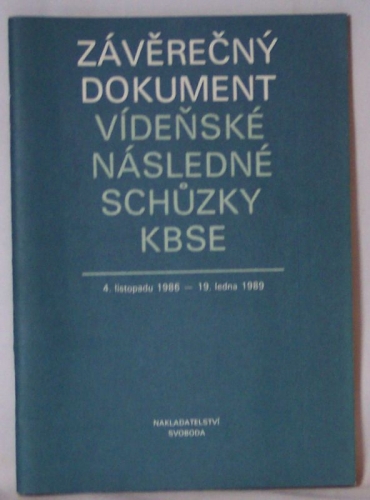 ZÁVĚREČNÝ
DOKUMENT
VÍDEŇSKÉ
NÁSLEDNÉ
SCHŮZKY
KBSE
4. listopadu 1986 — 19. ledna 1989
NAKLADATELSTVÍ
SVOBODA